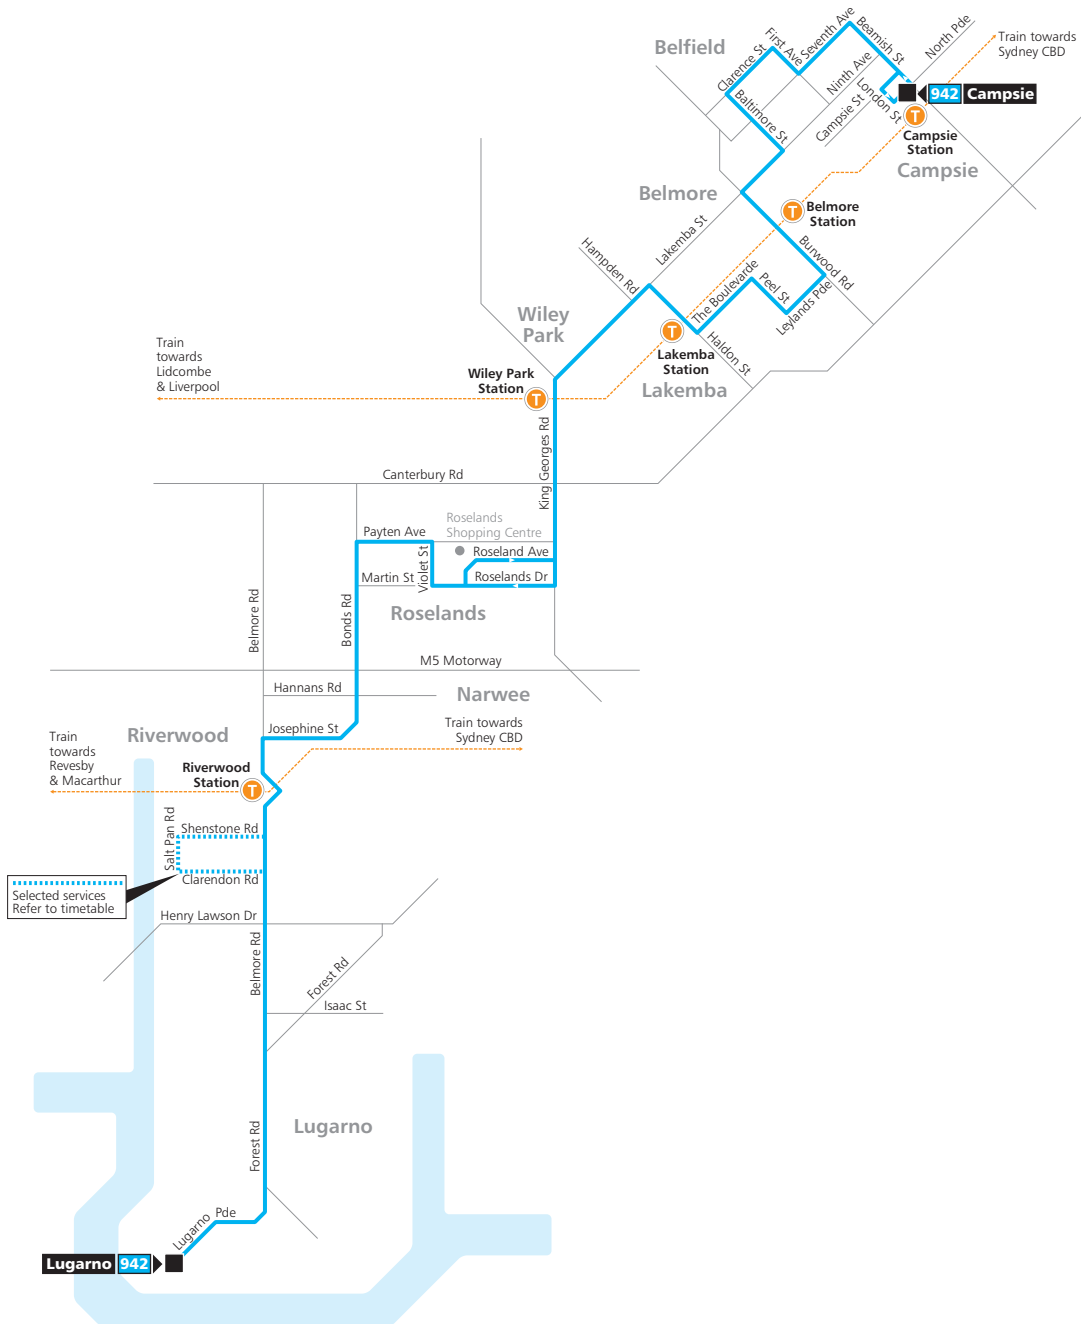 Belfield
First Ave
Seventh Ave
Beamish St
North Pde
Train towards
Sydney CBD
Clarence St
Ninth Ave
Baltimore St
Campsie St
London St
942 Campsie
T
Campsie
Station
Campsie
Belmore
T
Belmore
Station
Lakemba St
Hampden Rd
Burwood Rd
The Boulevarde
Peel St
Leylands Pde
Wiley
Park
T
Lakemba
Station
Haldon St
Lakemba
Train
towards
Lidcombe
& Liverpool
Wiley Park
Station
T
King Georges Rd
Canterbury Rd
Roselands
Shopping Centre
Payten Ave
Roseland Ave
Violet St
Martin St
Roselands Dr
Belmore Rd
Bonds Rd
Roselands
M5 Motorway
Hannans Rd
Narwee
Josephine St
Train towards
Sydney CBD
Riverwood
Train
towards
Revesby
& Macarthur
Riverwood
Station
T
Salt Pan Rd
Shenstone Rd
Clarendon Rd
Selected services
Refer to timetable
Henry Lawson Dr
Belmore Rd
Forest Rd
Isaac St
Lugarno
Forest Rd
Lugarno Pde
Lugarno 942